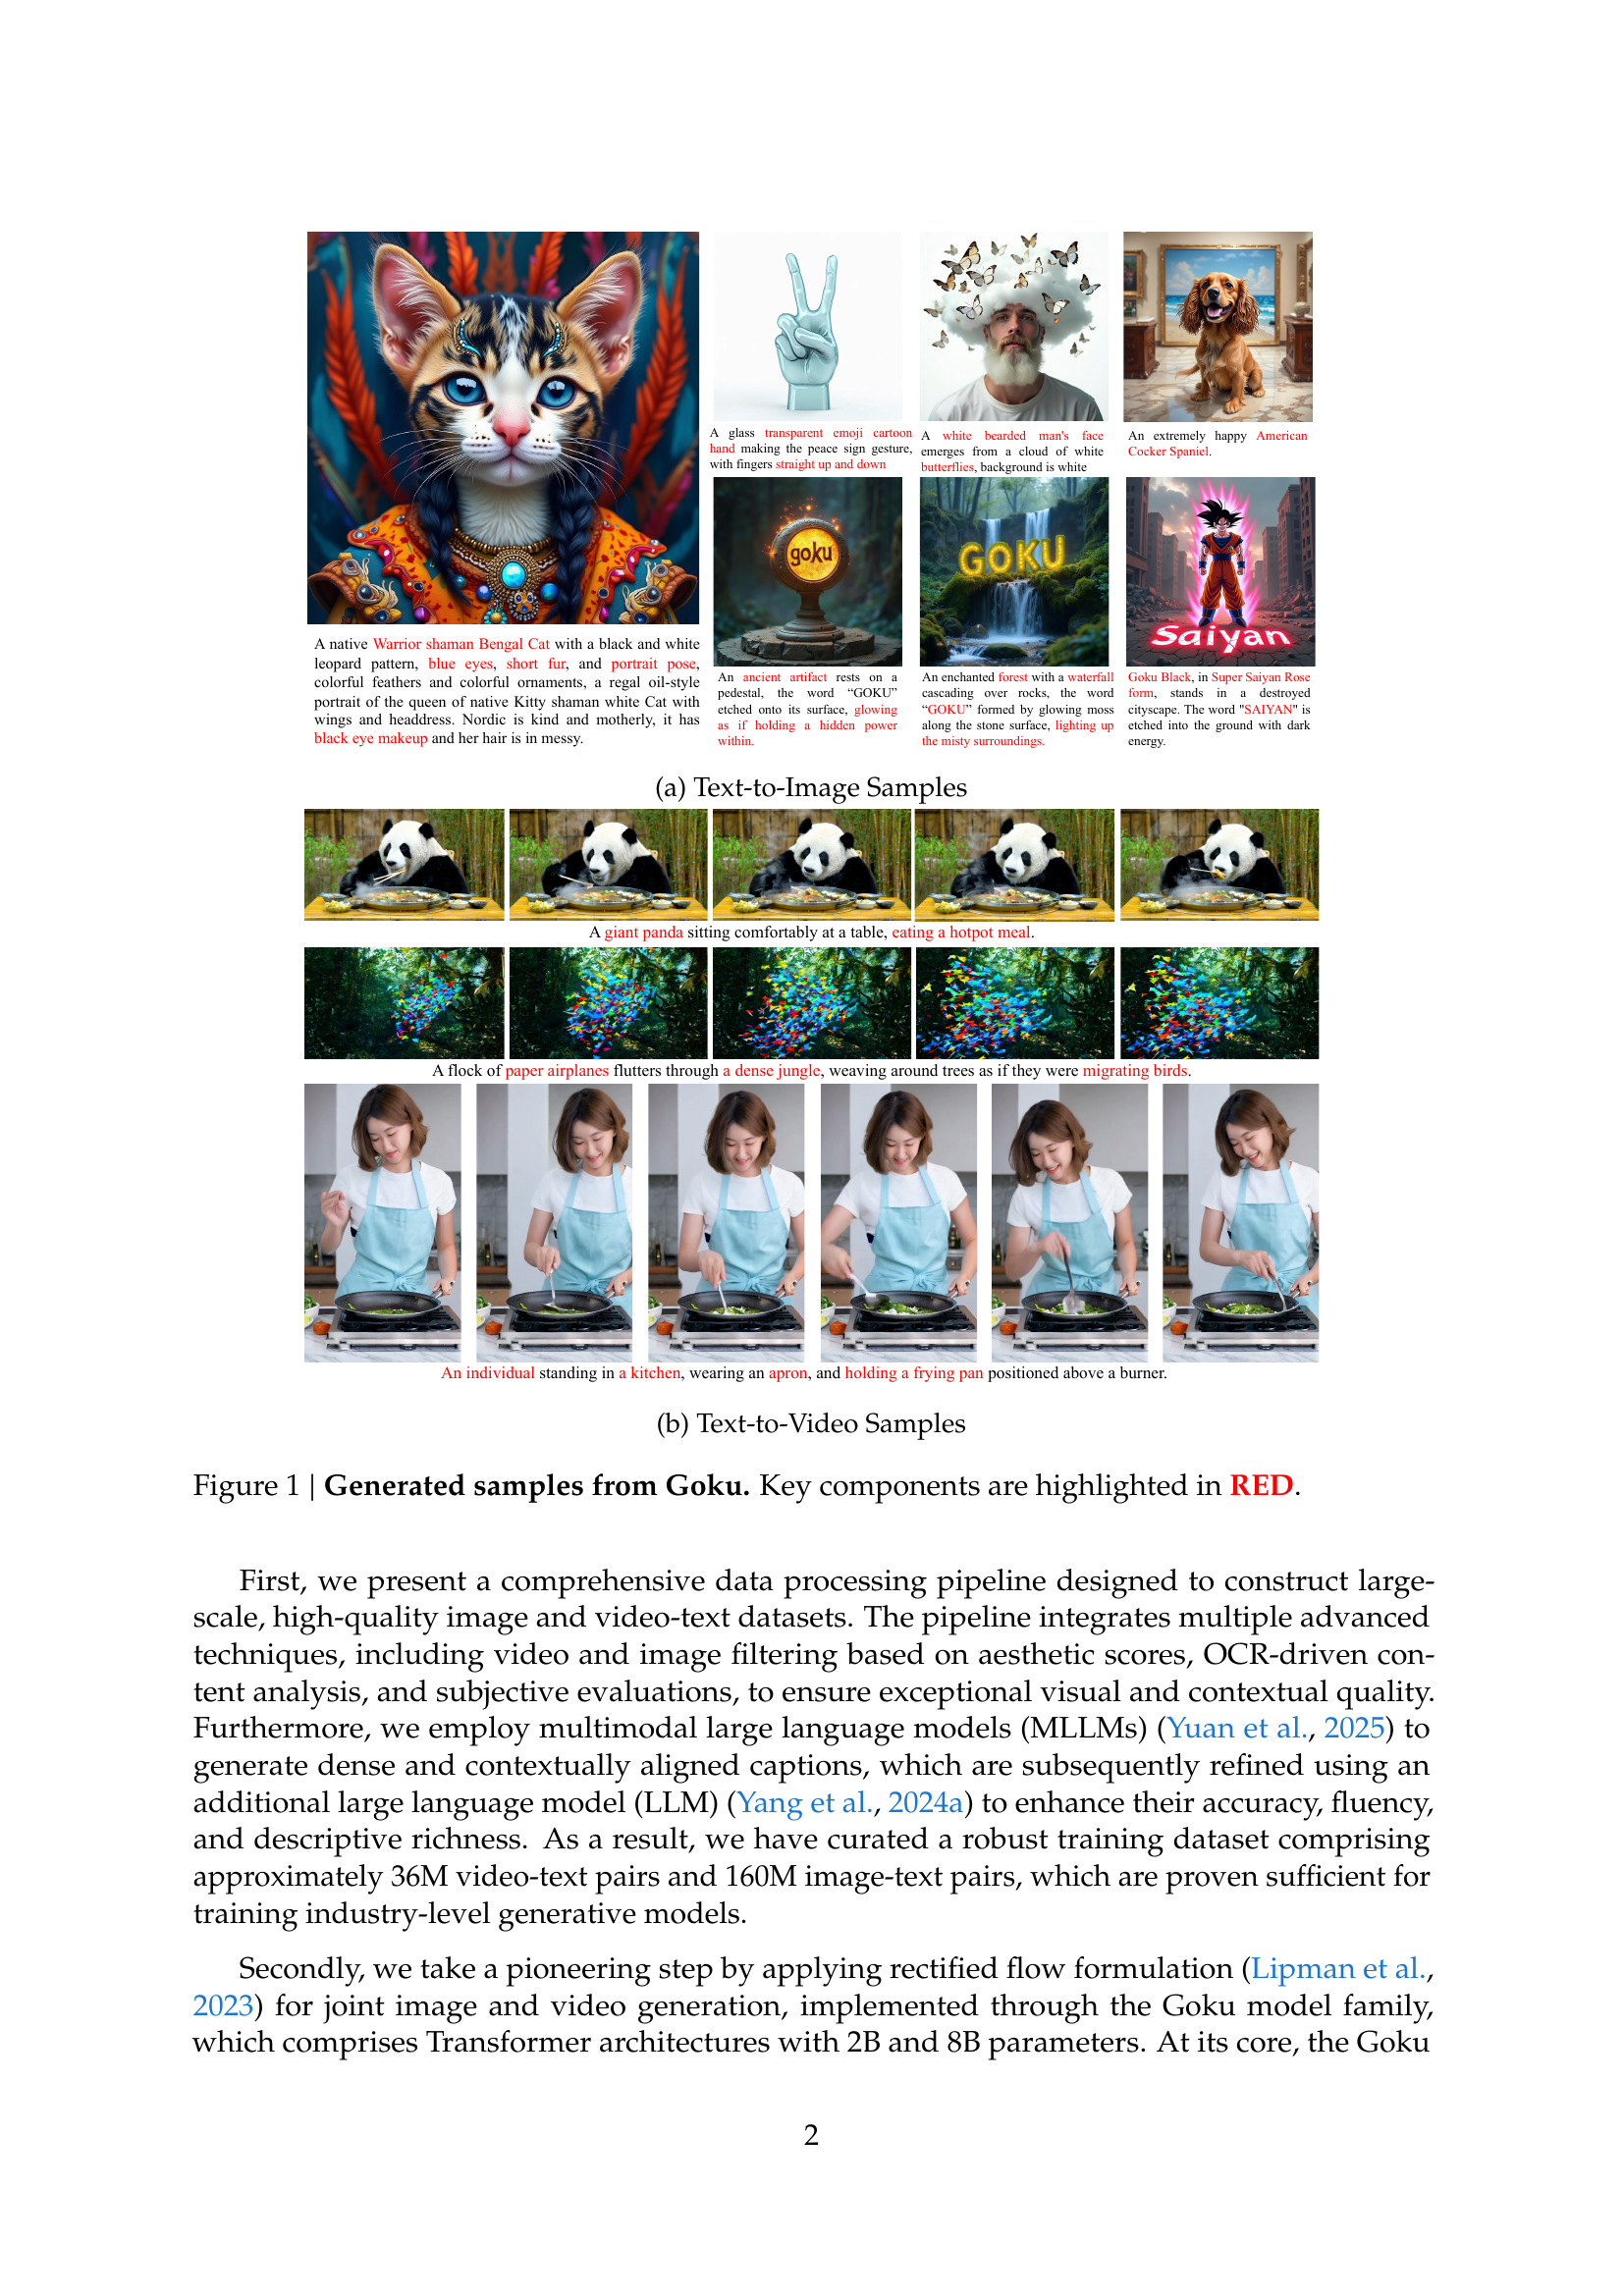 A glass transparent emoji cartoon
hand making the peace sign gesture,
with fingers straight up and down
A white bearded man's face
emerges from a cloud of white
butterflies, background is white
An extremely happy American
Cocker Spaniel.
goku
GOKU
Saiyan
A native Warrior shaman Bengal Cat with a black and white
leopard pattern, blue eyes, short fur, and portrait pose,
colorful feathers and colorful ornaments, a regal oil-style
portrait of the queen of native Kitty shaman white Cat with
wings and headdress. Nordic is kind and motherly, it has
black eye makeup and her hair is in messy.
An ancient artifact rests on a
pedestal, the word “GOKU”
etched onto its surface, glowing
as if holding a hidden power
within.
An enchanted forest with a waterfall
cascading over rocks, the word
“GOKU” formed by glowing moss
along the stone surface, lighting up
the misty surroundings.
Goku Black, in Super Saiyan Rose
form, stands in a destroyed
cityscape. The word "SAIYAN" is
etched into the ground with dark
energy.
(a) Text-to-Image Samples
A giant panda sitting comfortably at a table, eating a hotpot meal.
A flock of paper airplanes flutters through a dense jungle, weaving around trees as if they were migrating birds.
An individual standing in a kitchen, wearing an apron, and holding a frying pan positioned above a burner.
(b) Text-to-Video Samples
Figure 1 | Generated samples from Goku. Key components are highlighted in RED.
First, we present a comprehensive data processing pipeline designed to construct large-
scale, high-quality image and video-text datasets. The pipeline integrates multiple advanced
techniques, including video and image filtering based on aesthetic scores, OCR-driven con-
tent analysis, and subjective evaluations, to ensure exceptional visual and contextual quality.
Furthermore, we employ multimodal large language models (MLLMs) (Yuan et al., 2025) to
generate dense and contextually aligned captions, which are subsequently refined using an
additional large language model (LLM) (Yang et al., 2024a) to enhance their accuracy, fluency,
and descriptive richness. As a result, we have curated a robust training dataset comprising
approximately 36M video-text pairs and 160M image-text pairs, which are proven sufficient for
training industry-level generative models.
Secondly, we take a pioneering step by applying rectified flow formulation (Lipman et al.,
2023) for joint image and video generation, implemented through the Goku model family,
which comprises Transformer architectures with 2B and 8B parameters. At its core, the Goku
2